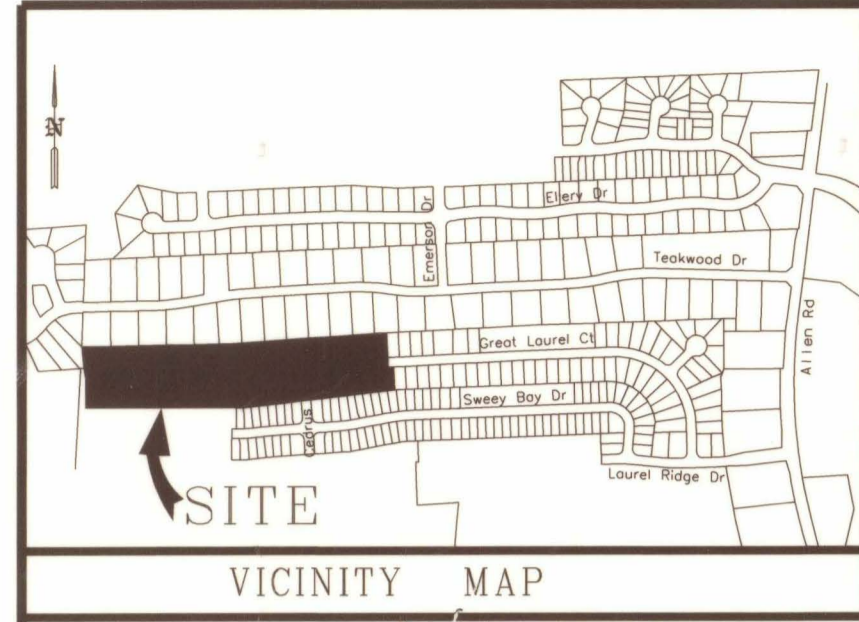 N
Ellery Dr
Emerson Dr
Teakwood Dr
Great Laurel Ct
Allen Rd
Sweey Bay Dr
Cedrus
Laurel Ridge Dr
SITE
VICINITY MAP